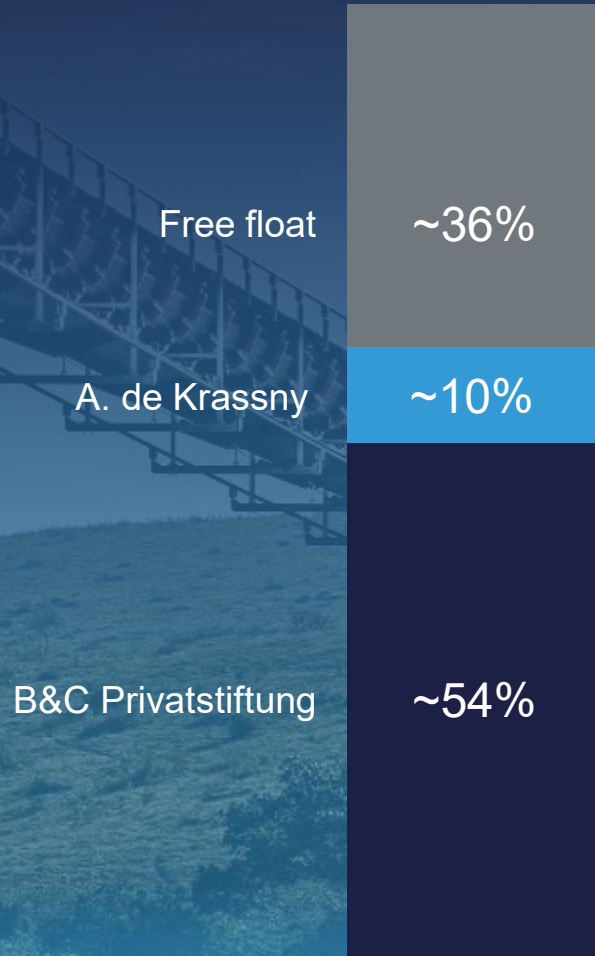 Free float ~36%
A. de Krassny ~10%
B&C Privatstiftung ~54%